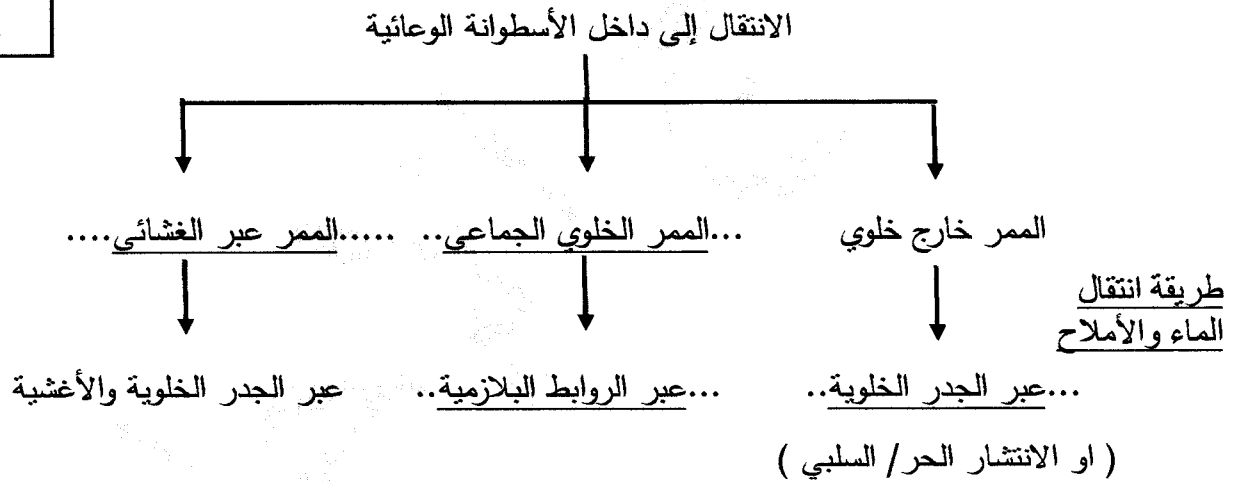 الانتقال إلى داخل الأسطوانة الوعائية
الممر خارج خلوي ...الممر الخلوي الجماعي.. .....الممر عبر الغشائي....
طريقة انتقال
الماء والأملاح
...عبر الجدر الخلوية.. ...عبر الروابط البلازمية.. عبر الجدر الخلوية والأغشية
( او الانتشار الحر/ السلبي )